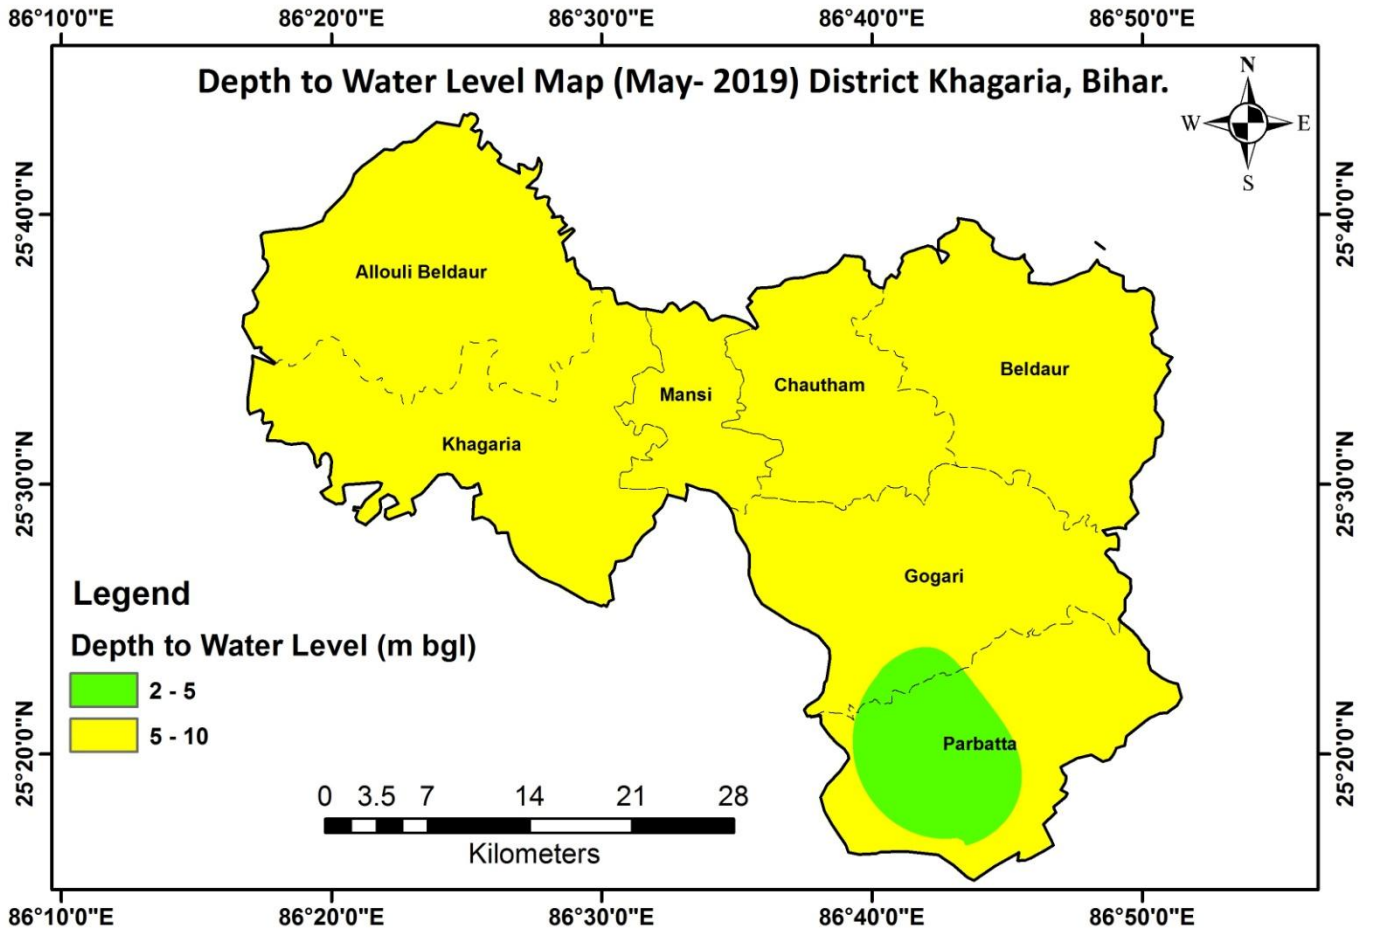 86°10'0"E 86°20'0"E 86°30'0"E 86°40'0"E 86°50'0"E
Depth to Water Level Map (May- 2019) District Khagaria, Bihar.
N
W E
S
25°40'0"N 25°40'0"N
Allouli Beldaur
Beldaur
Chautham
Mansi
Khagaria
25°30'0"N 25°30'0"N
Gogari
Legend
Depth to Water Level (m bgl)
2 - 5
5 - 10
25°20'0"N 25°20'0"N
Parbatta
0 3.5 7 14 21 28
Kilometers
86°10'0"E 86°20'0"E 86°30'0"E 86°40'0"E 86°50'0"E